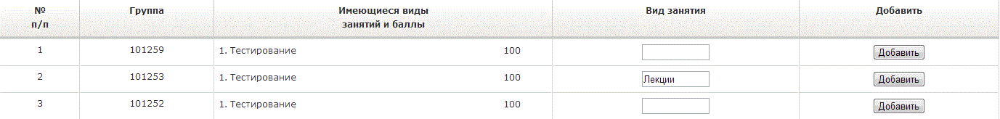 № п/п Группа Имеющиеся виды занятий и баллы Вид занятия Добавить
1 101259 1. Тестирование 100 Добавить
2 101253 1. Тестирование 100 Лекции Добавить
3 101252 1. Тестирование 100 Добавить